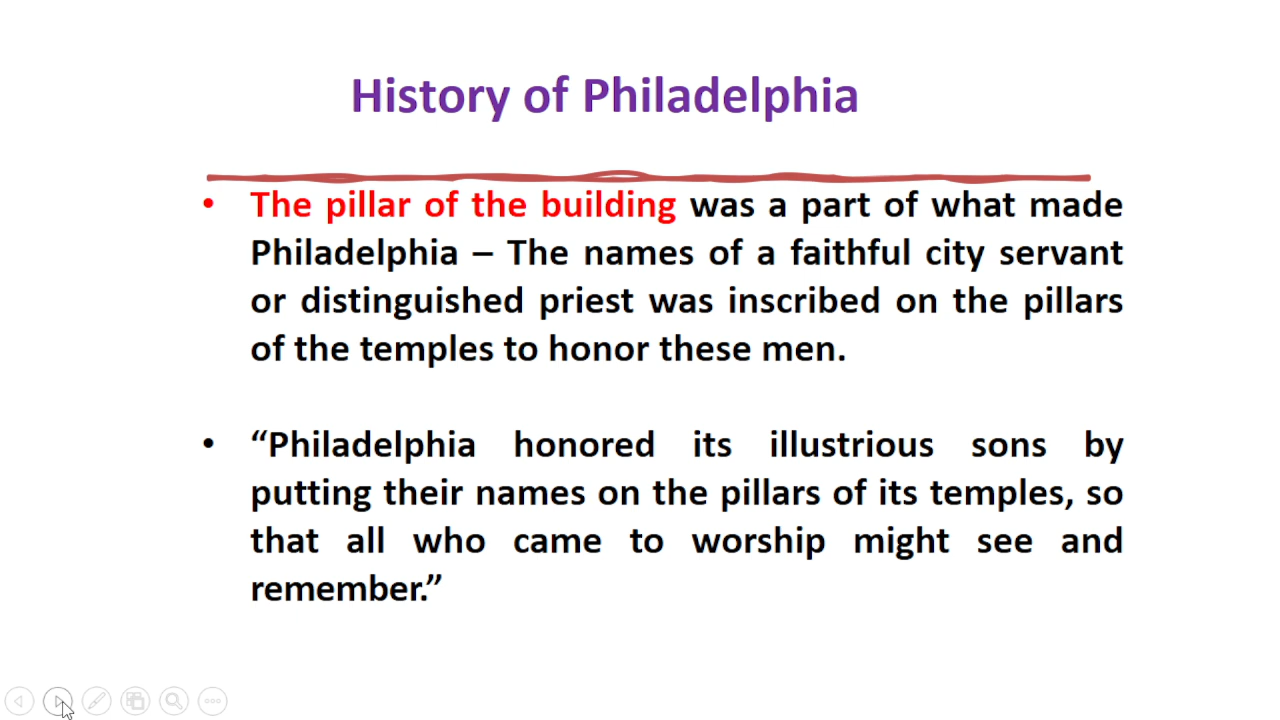 History of Philadelphia
• The pillar of the building was a part of what made
Philadelphia – The names of a faithful city servant
or distinguished priest was inscribed on the pillars
of the temples to honor these men.
• “Philadelphia honored its illustrious sons by
putting their names on the pillars of its temples, so
that all who came to worship might see and
remember.”